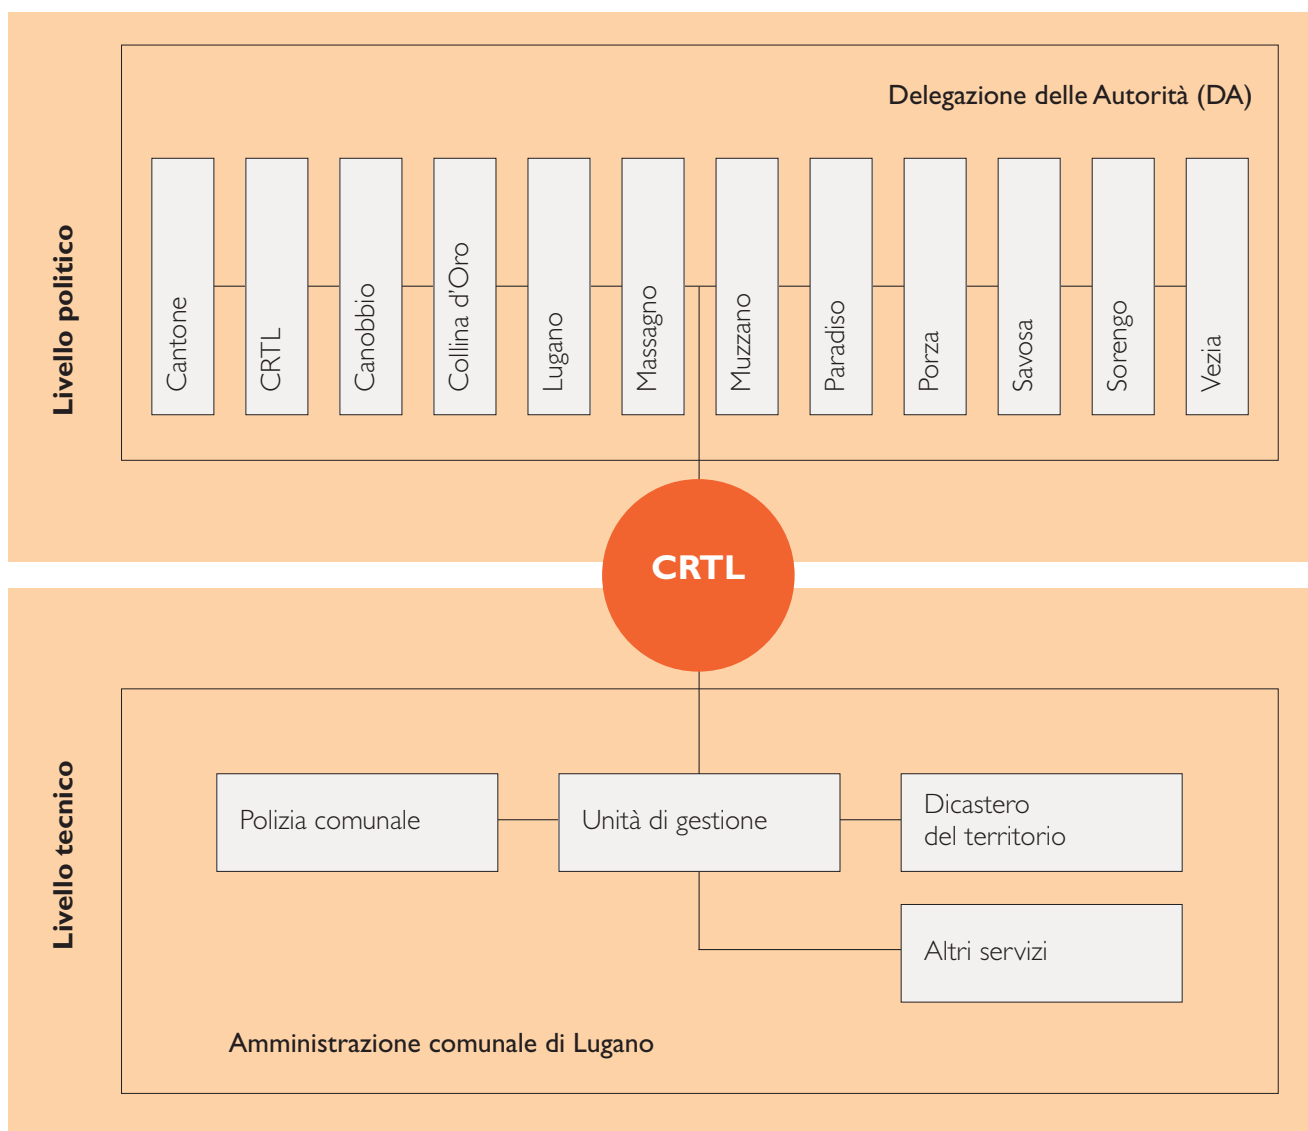 Livello politico
Delegazione delle Autorità (DA)
Cantone
CRTL
Canobbio
Collina d'Oro
Lugano
Massagno
Muzzano
Paradiso
Porza
Savosa
Sorengo
Vezia
CRTL
Livello tecnico
Polizia comunale
Unità di gestione
Dicastero
del territorio
Altri servizi
Amministrazione comunale di Lugano